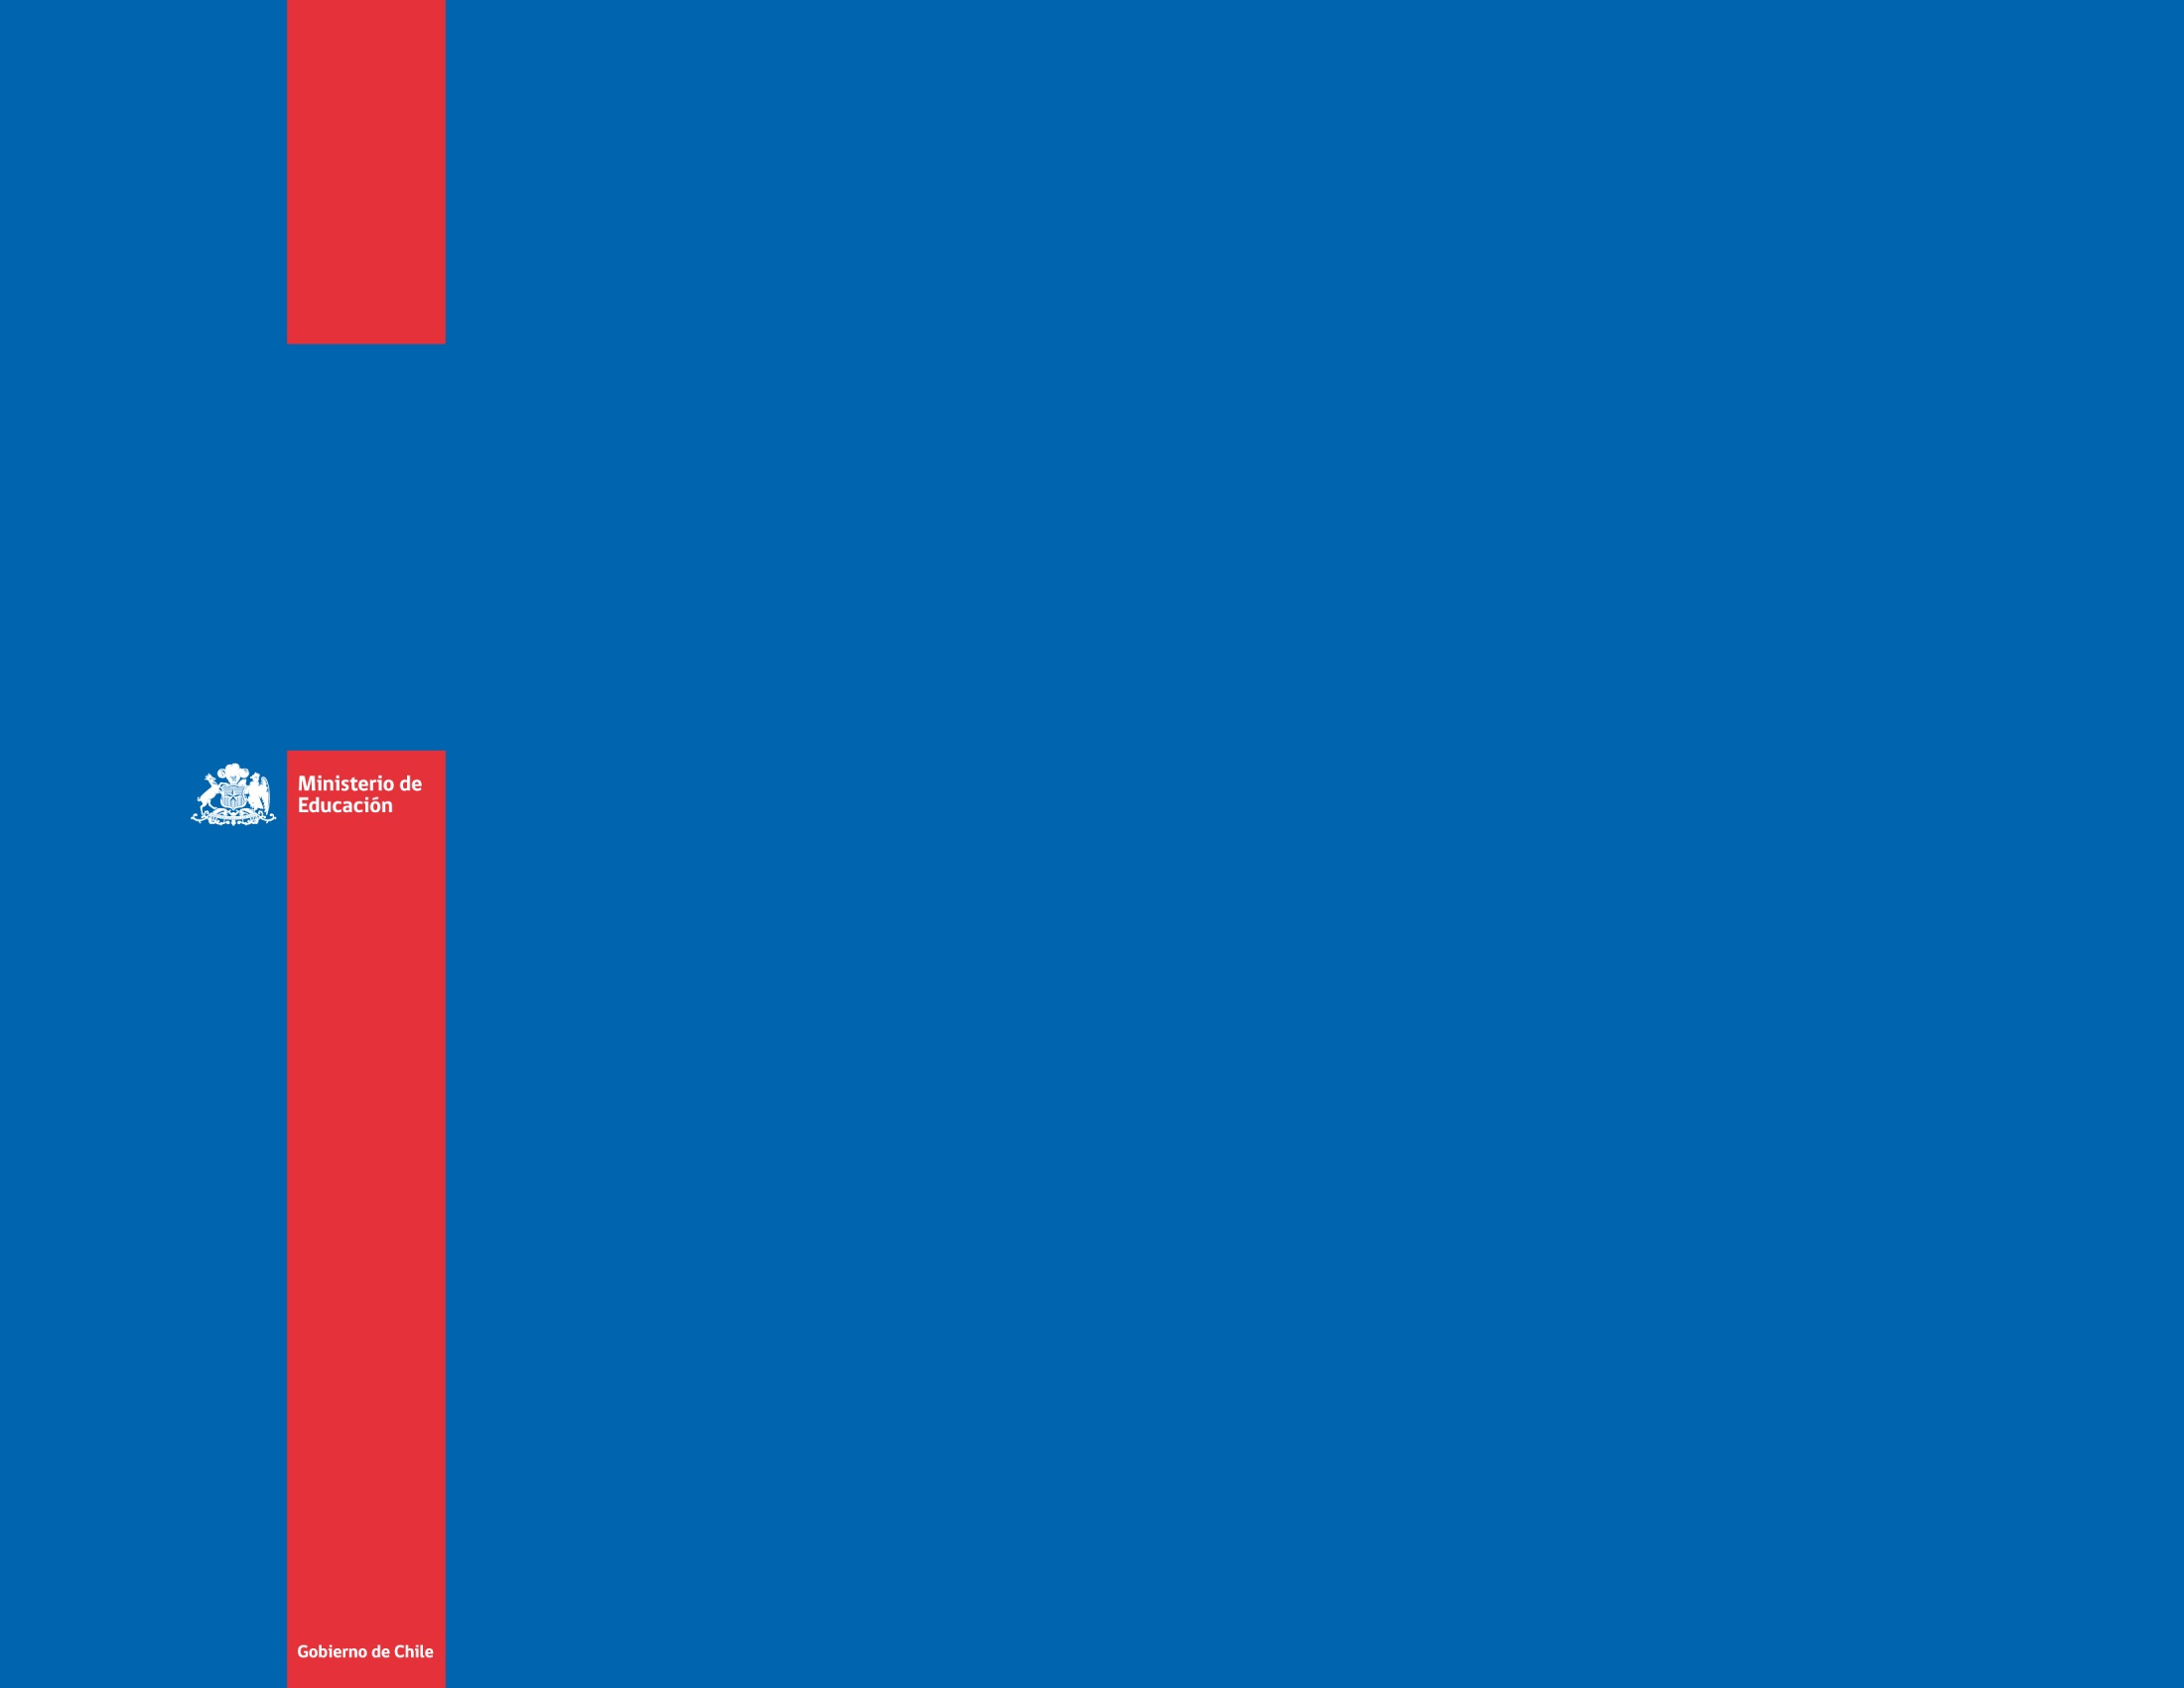 Ministerio de
Educación
Gobierno de Chile